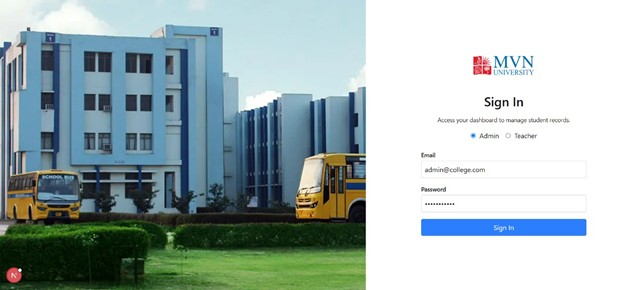 SCHOOL BUS
N
MVN
UNIVERSITY
Sign In
Access your dashboard to manage student records.
Admin Teacher
Email
admin@college.com
Password
•••••••••••
Sign In